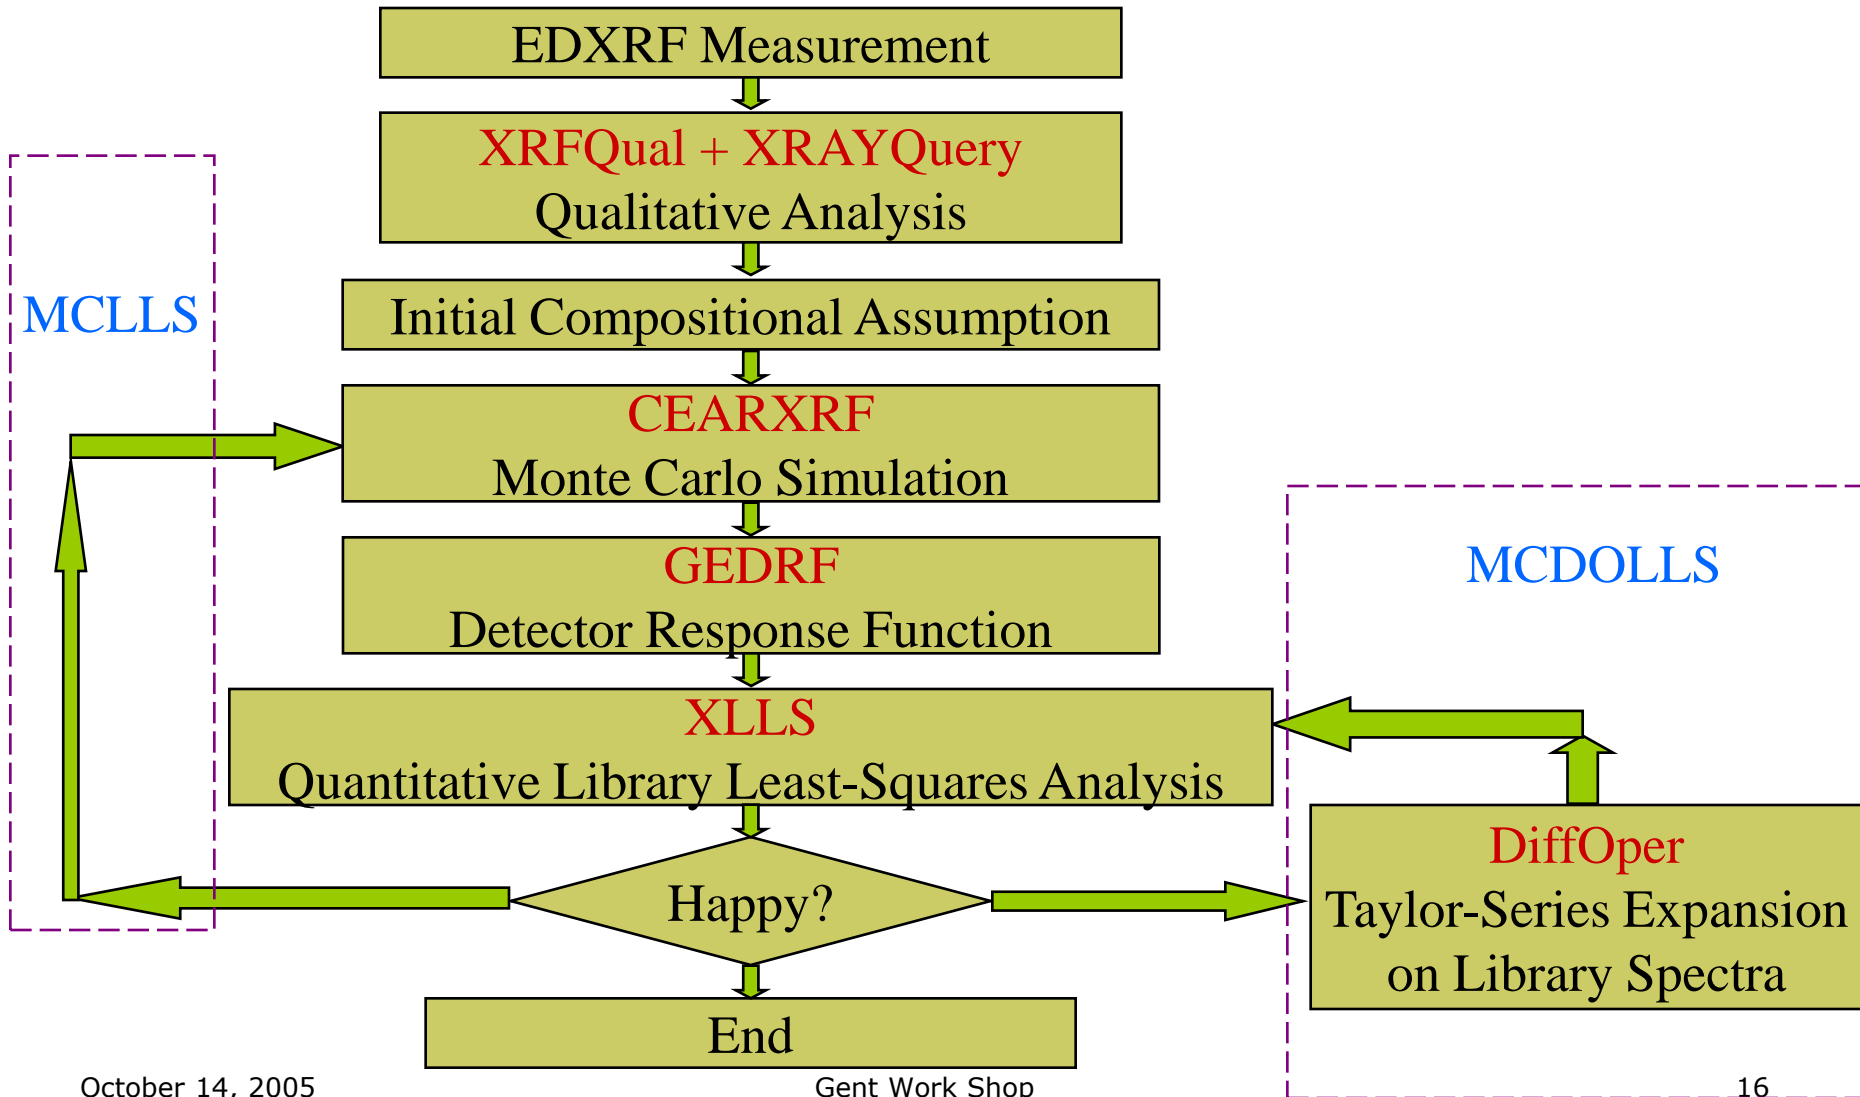 EDXRF Measurement
XRFQual + XRAYQuery
Qualitative Analysis
MCLLS
Initial Compositional Assumption
CEARXRF
Monte Carlo Simulation
GEDRF
Detector Response Function
MCDOLLS
XLLS
Quantitative Library Least-Squares Analysis
Happy?
DiffOper
Taylor-Series Expansion
on Library Spectra
End
October 14, 2005
Gent Work Shop
16